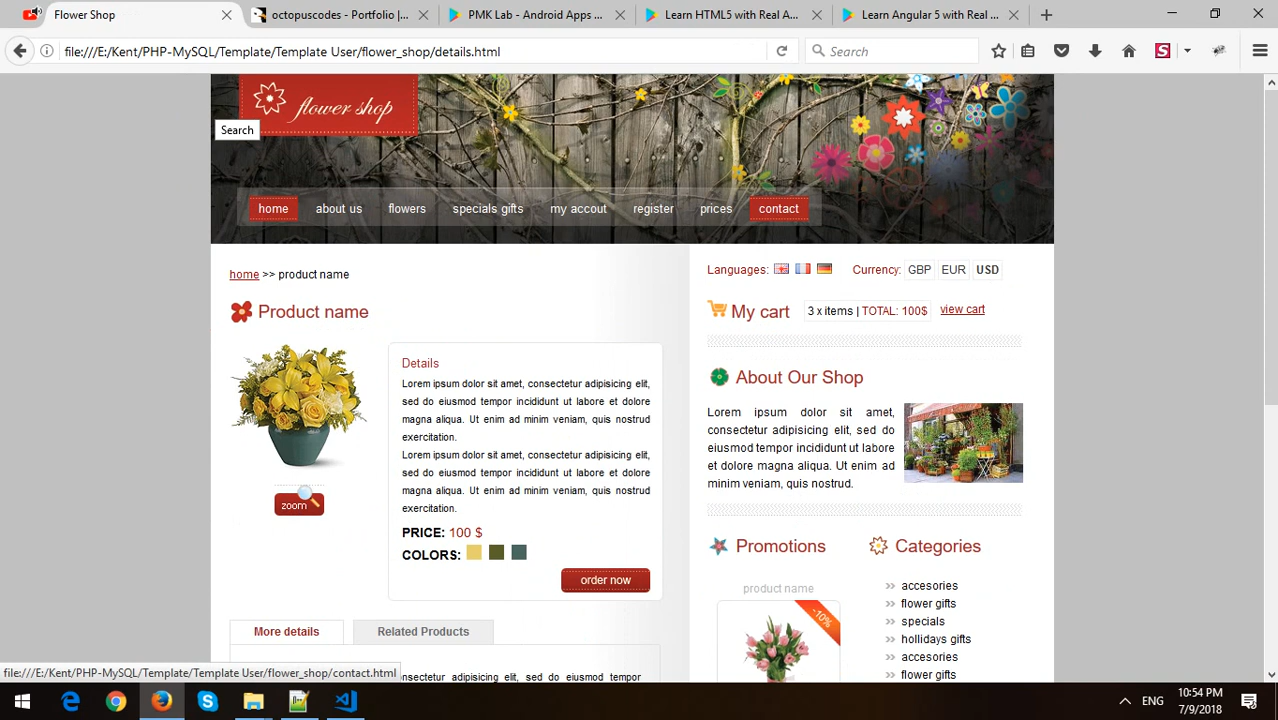 Flower Shop
octopuscodes - Portfolio |...
PMK Lab - Android Apps ...
Learn HTML5 with Real A...
Learn Angular 5 with Real ...
file:///E:/Kent/PHP-MySQL/Template/Template User/flower_shop/details.html
Search
flower shop
Search
home about us flowers specials gifts my accout register prices contact
home >> product name
Languages: Currency: GBP EUR USD
Product name
My cart 3 x items | TOTAL: 100$ view cart
Details
Lorem ipsum dolor sit amet, consectetur adipisicing elit,
sed do eiusmod tempor incididunt ut labore et dolore
magna aliqua. Ut enim ad minim veniam, quis nostrud
exercitation.
Lorem ipsum dolor sit amet, consectetur adipisicing elit,
sed do eiusmod tempor incididunt ut labore et dolore
magna aliqua. Ut enim ad minim veniam, quis nostrud
exercitation.
PRICE: 100 $
COLORS:
zoom
order now
About Our Shop
Lorem ipsum dolor sit amet,
consectetur adipisicing elit, sed do
eiusmod tempor incididunt ut labore
et dolore magna aliqua. Ut enim ad
minim veniam, quis nostrud.
Promotions
product name
-10%
Categories
accesories
flower gifts
specials
hollidays gifts
accesories
flower gifts
More details Related Products
nsectetur adipisicing elit, sed do eiusmod tempor
file:///E:/Kent/PHP-MySQL/Template/Template User/flower_shop/contact.html
ENG
10:54 PM
7/9/2018